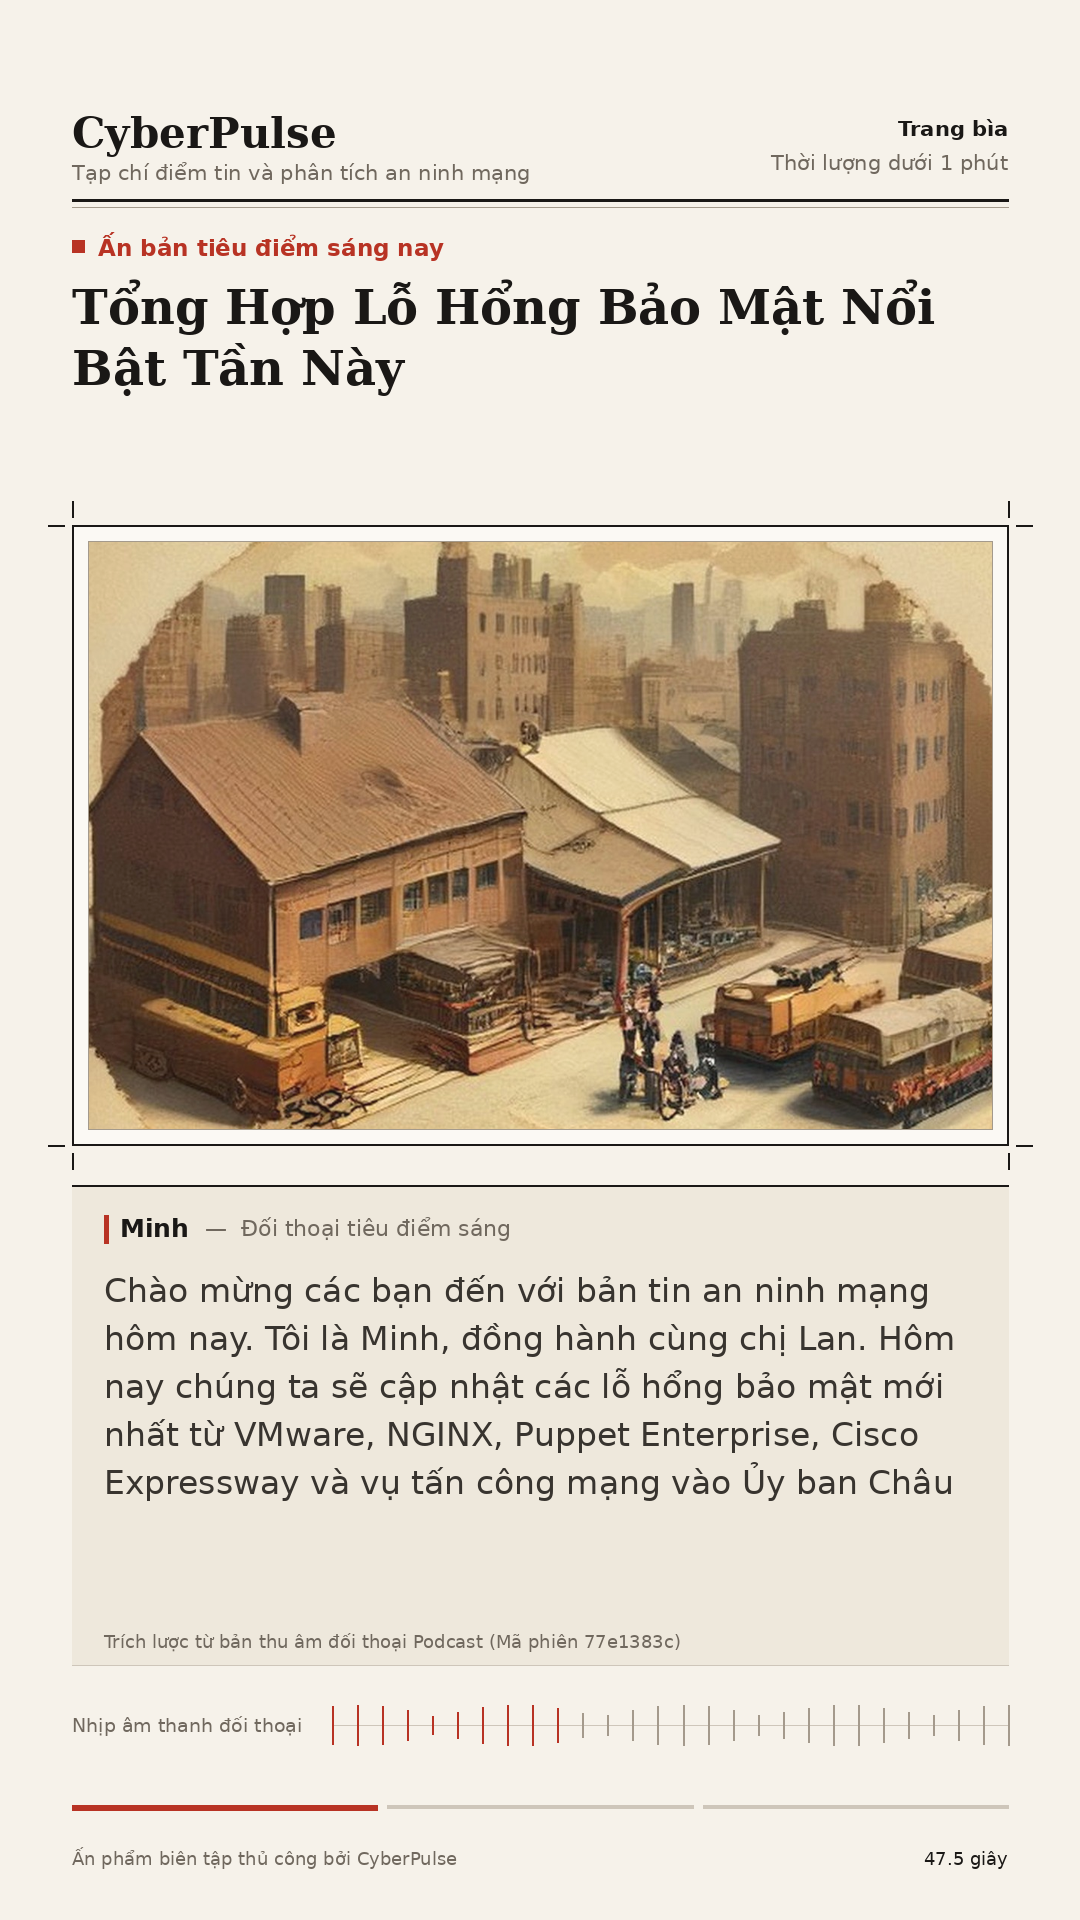 CyberPulse
Tạp chí điểm tin và phân tích an ninh mạng
Trang bìa
Thời lượng dưới 1 phút
Ấn bản tiêu điểm sáng nay
Tổng Hợp Lỗ Hổng Bảo Mật Nổi
Bật Tần Này
Minh — Đối thoại tiêu điểm sáng
Chào mừng các bạn đến với bản tin an ninh mạng
hôm nay. Tôi là Minh, đồng hành cùng chị Lan. Hôm
nay chúng ta sẽ cập nhật các lỗ hổng bảo mật mới
nhất từ VMware, NGINX, Puppet Enterprise, Cisco
Expressway và vụ tấn công mạng vào Ủy ban Châu
Trích lược từ bản thu âm đối thoại Podcast (Mã phiên 77e1383c)
Nhịp âm thanh đối thoại
Ấn phẩm biên tập thủ công bởi CyberPulse
47.5 giây